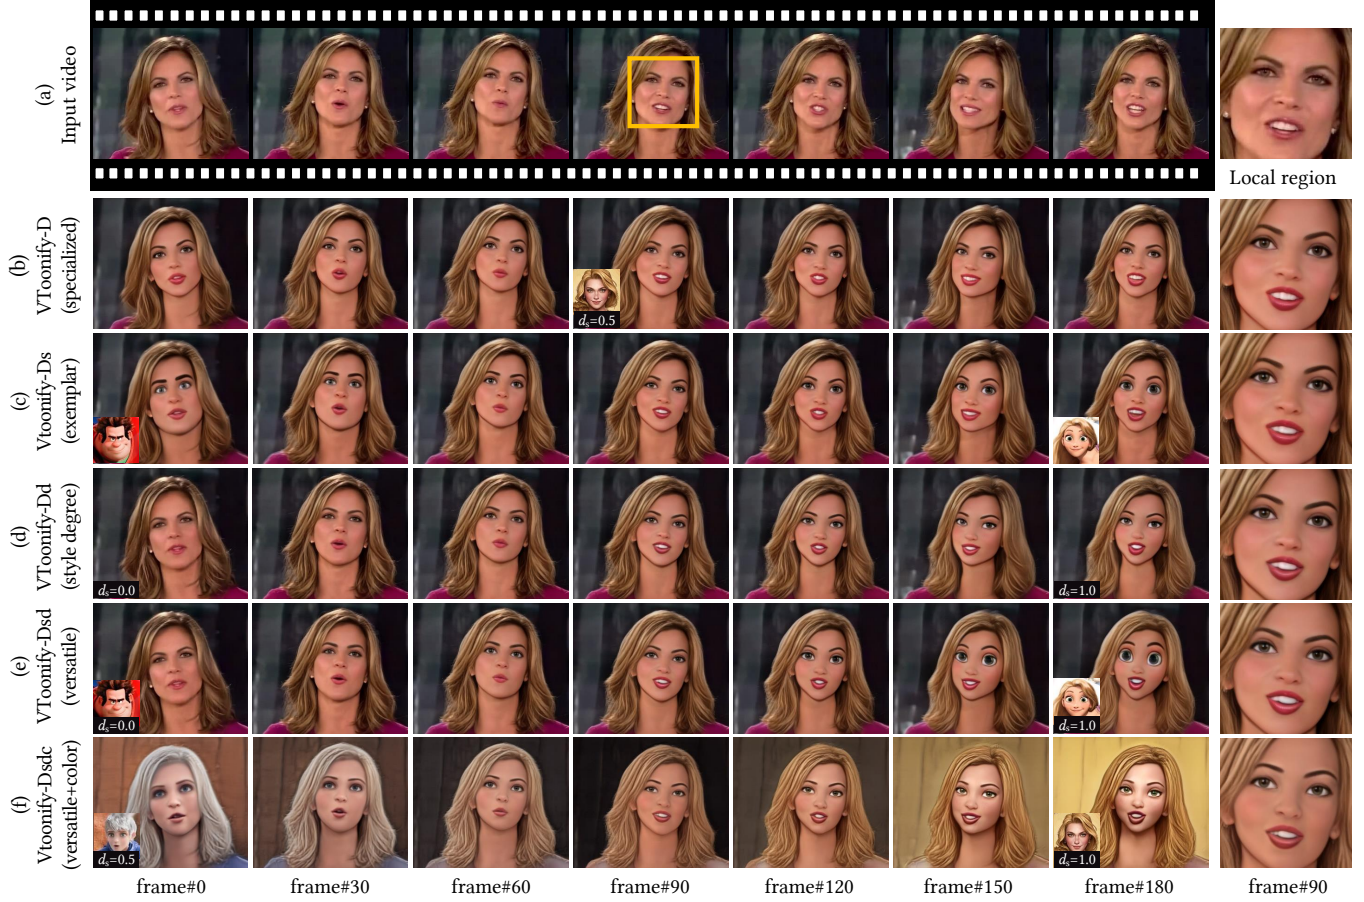 (a)
Input video
Local region
(b)
VToonify-D
(specialized)
dₛ=0.5
(c)
Vtoonify-Ds
(exemplar)
(d)
VToonify-Dd
(style degree)
dₛ=0.0
dₛ=1.0
(e)
VToonify-Dsd
(versatile)
dₛ=0.0
dₛ=1.0
(f)
Vtoonify-Dsdc
(versatile+color)
dₛ=0.5
dₛ=1.0
frame#0 frame#30 frame#60 frame#90 frame#120 frame#150 frame#180 frame#90